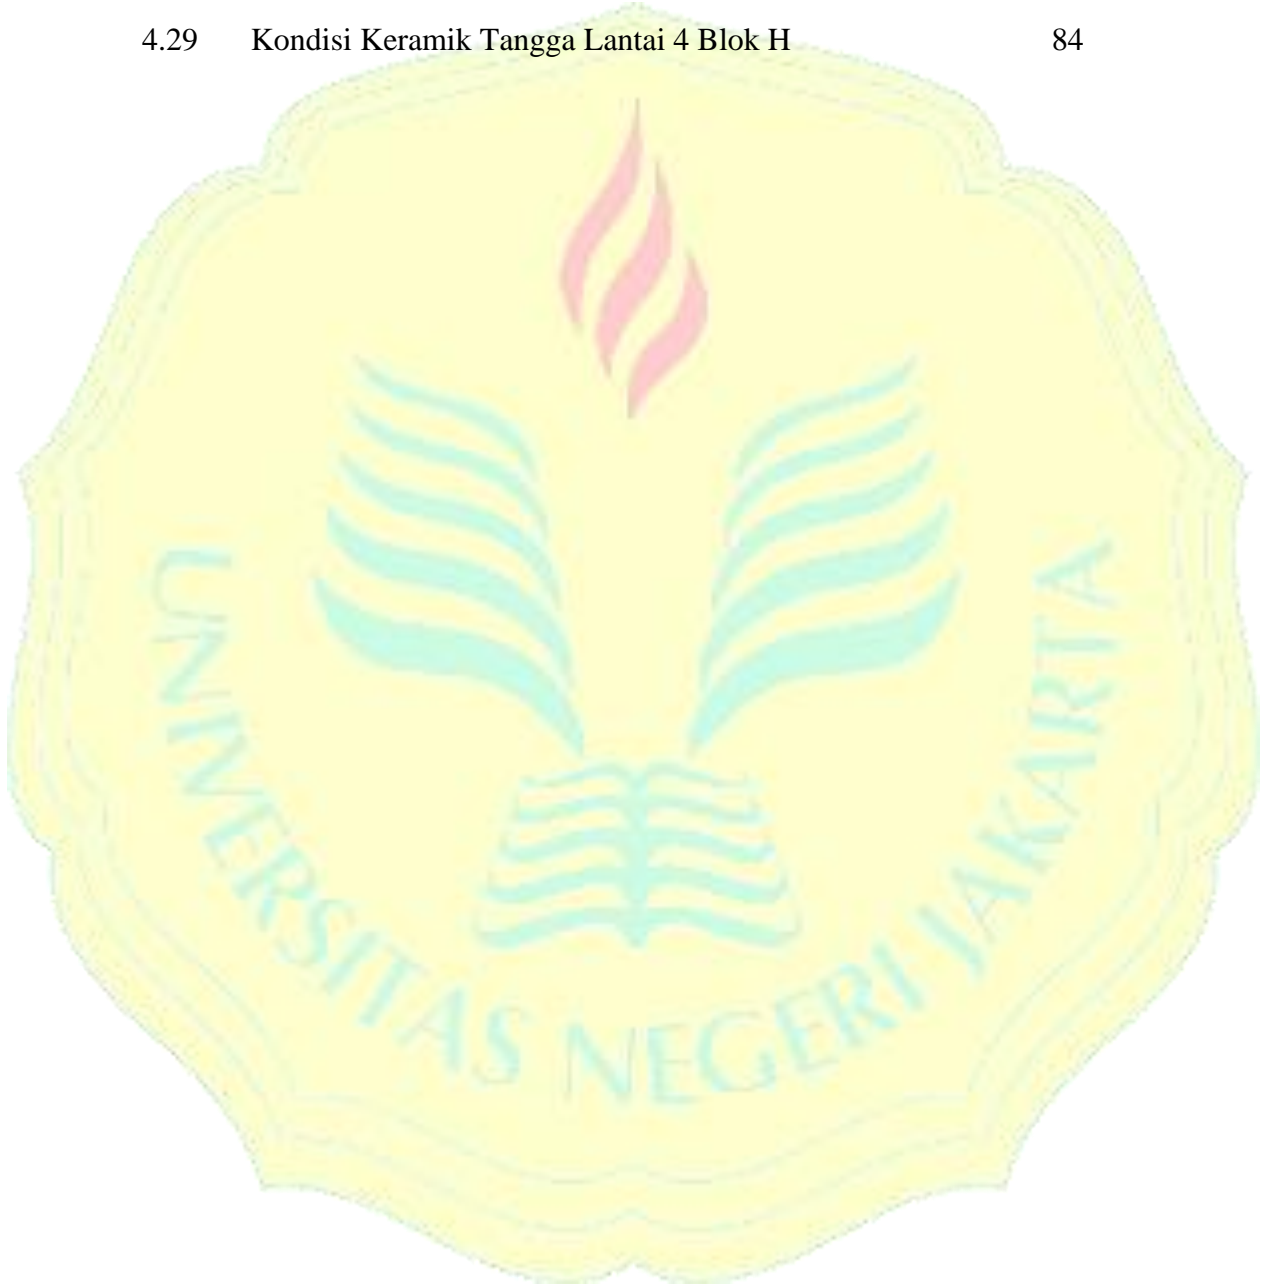 4.29 Kondisi Keramik Tangga Lantai 4 Blok H 84
UNIVERSITAS NEGERI JAKARTA